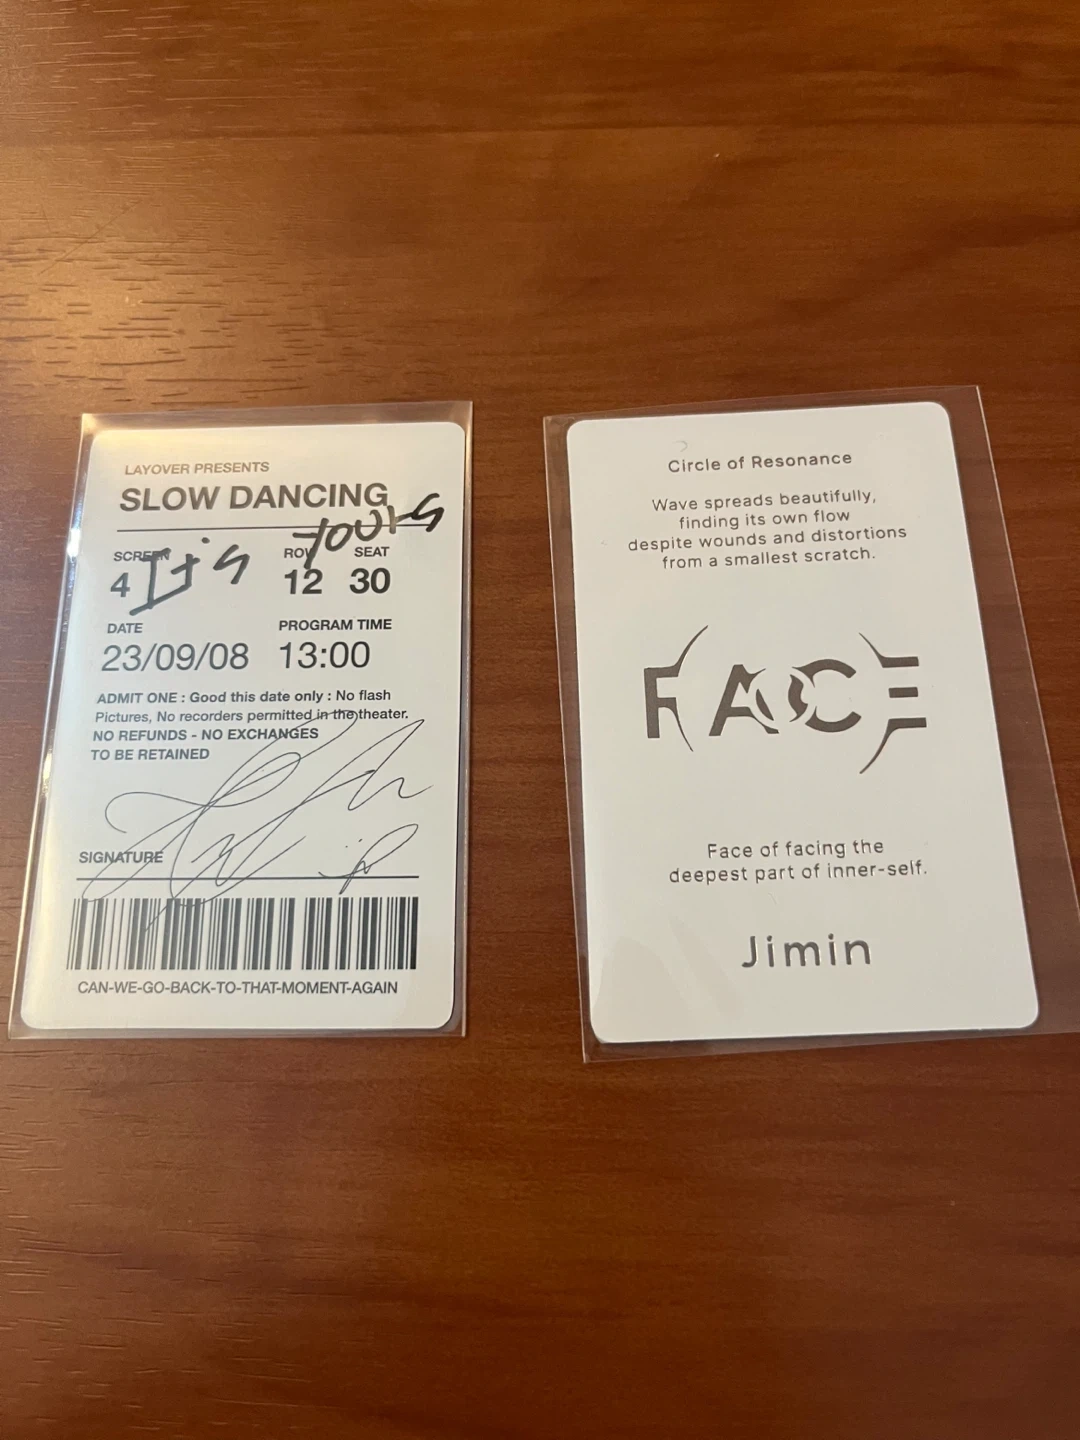 LAYOVER PRESENTS
SLOW DANCING
It's yours
SCREEN ROW SEAT
4 12 30
DATE PROGRAM TIME
23/09/08 13:00
ADMIT ONE : Good this date only : No flash
Pictures, No recorders permitted in the theater.
NO REFUNDS - NO EXCHANGES
TO BE RETAINED
SIGNATURE
CAN-WE-GO-BACK-TO-THAT-MOMENT-AGAIN
Circle of Resonance
Wave spreads beautifully,
finding its own flow
despite wounds and distortions
from a smallest scratch.
FACE
Face of facing the
deepest part of inner-self.
Jimin